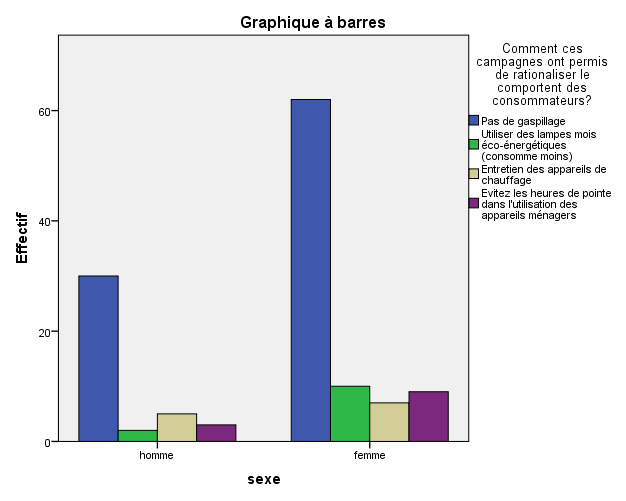 Graphique à barres
Comment ces
campagnes ont permis
de rationaliser le
comportent des
consommateurs?
Pas de gaspillage
Utiliser des lampes mois
éco-énergétiques
(consomme moins)
Entretien des appareils de
chauffage
Evitez les heures de pointe
dans l'utilisation des
appareils ménagers
Effectif
60
40
20
0
homme
femme
sexe